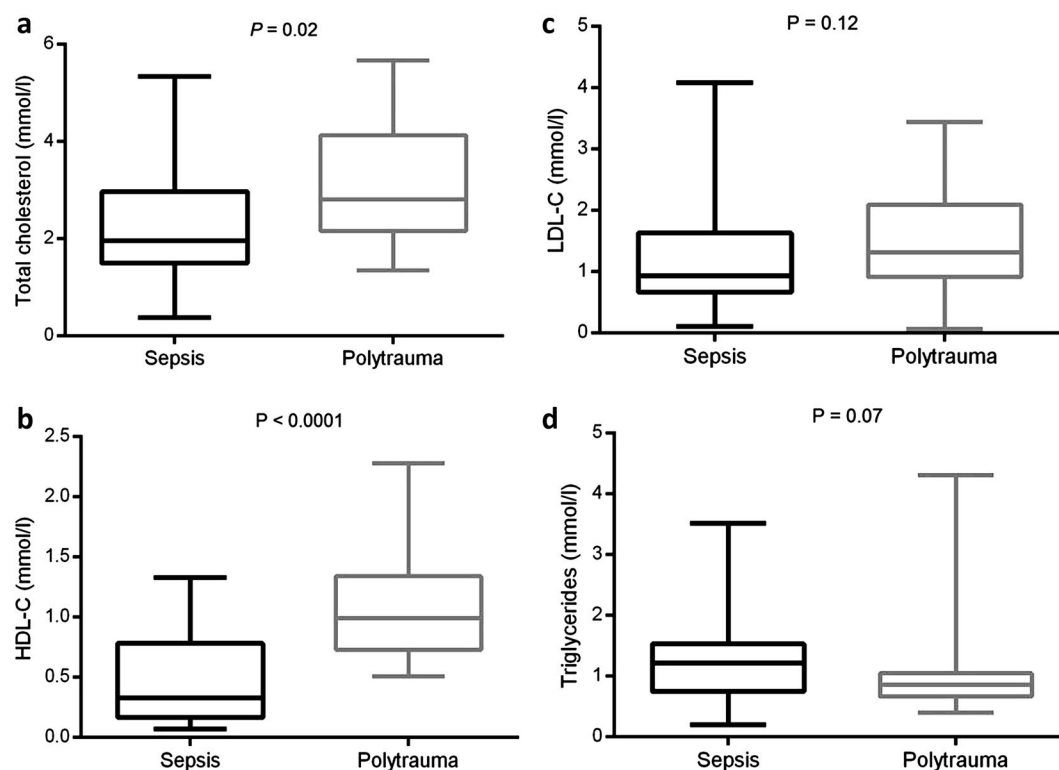 a
P = 0.02
Total cholesterol (mmol/l)
6
4
2
0
Sepsis
Polytrauma
c
P = 0.12
LDL-C (mmol/l)
5
4
3
2
1
0
Sepsis
Polytrauma
b
P < 0.0001
HDL-C (mmol/l)
2.5
2.0
1.5
1.0
0.5
0.0
Sepsis
Polytrauma
d
P = 0.07
Triglycerides (mmol/l)
5
4
3
2
1
0
Sepsis
Polytrauma